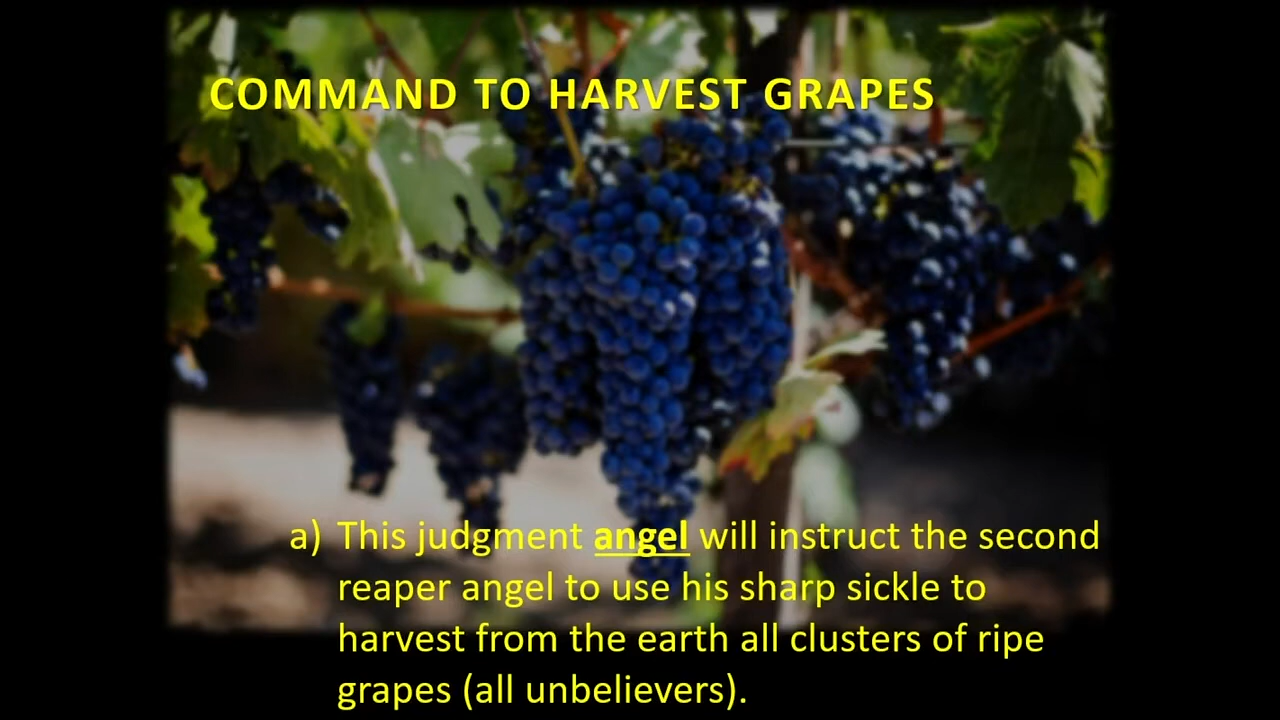 COMMAND TO HARVEST GRAPES
a) This judgment angel will instruct the second
reaper angel to use his sharp sickle to
harvest from the earth all clusters of ripe
grapes (all unbelievers).